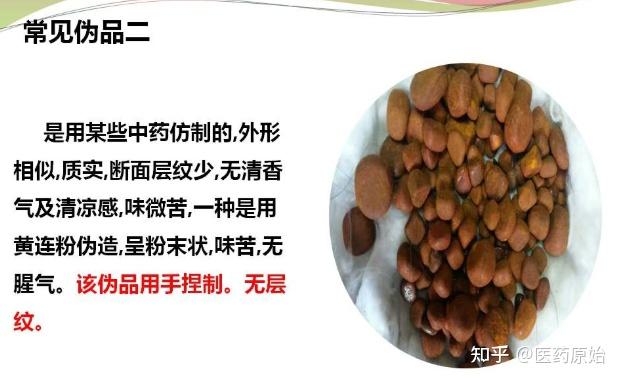 常见伪品二
是用某些中药仿制的,外形
相似,质实,断面层纹少,无清香
气及清凉感,味微苦,一种是用
黄连粉伪造,呈粉末状,味苦,无
腥气。该伪品用手捏制。无层
纹。
知乎 @医药原始